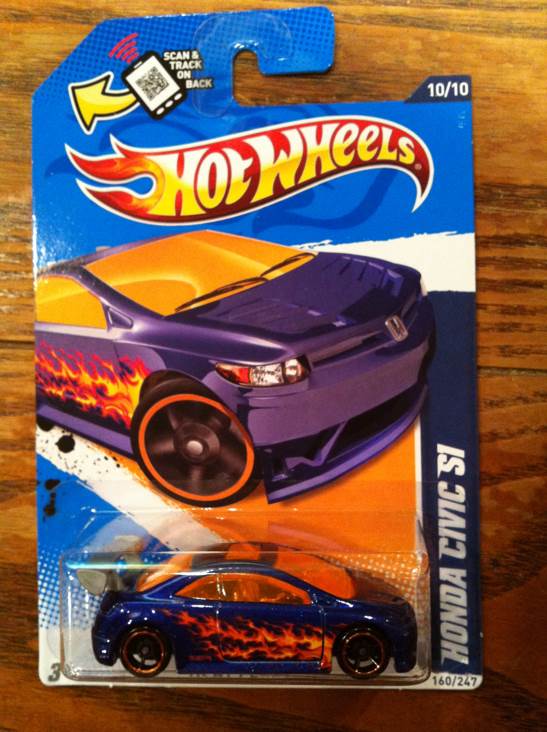 SCAN &
TRACK
ON
BACK
10/10
HOT WHEELS
HONDA CIVIC SI
160/247